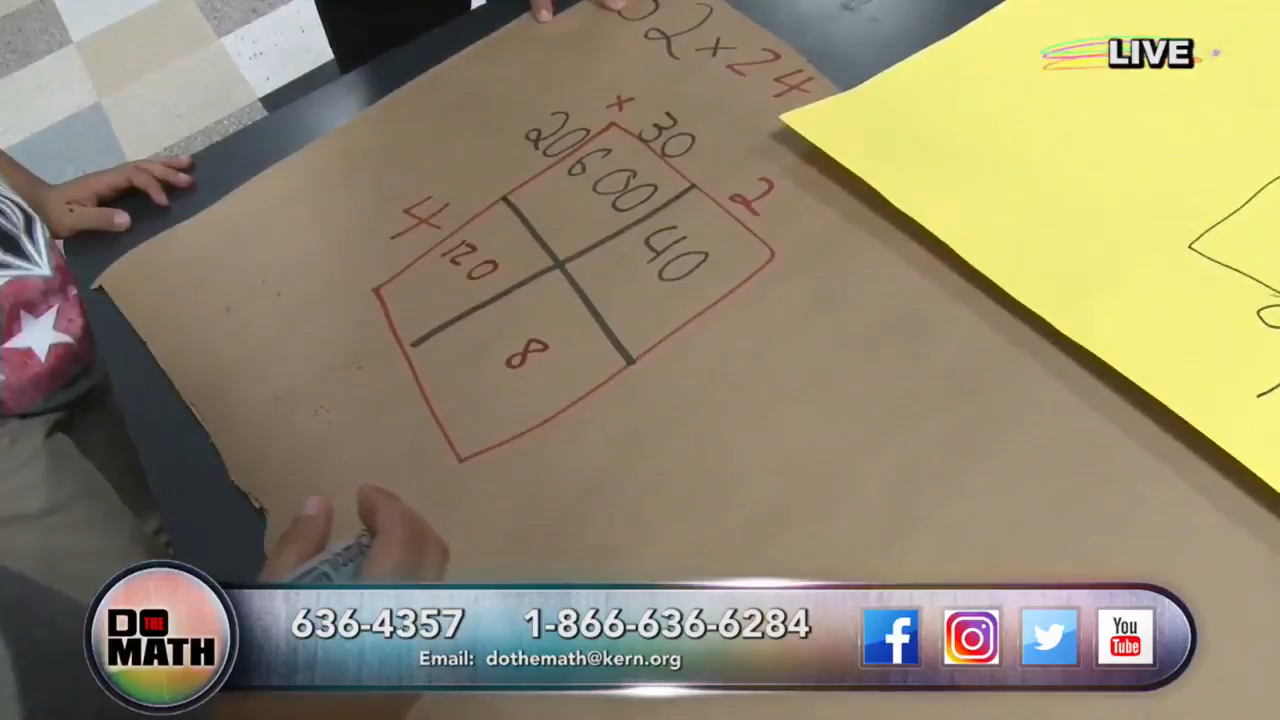 LIVE
2 × 24
× 30
20 600 2
4 120 40
8
DO THE MATH
636-4357 1-866-636-6284
Email: dothemath@kern.org
You Tube